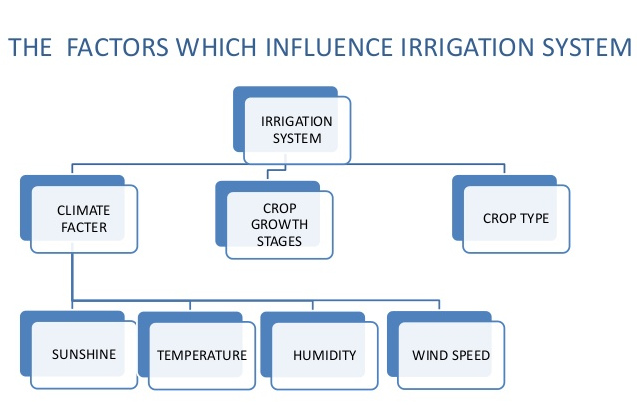 THE FACTORS WHICH INFLUENCE IRRIGATION SYSTEM
IRRIGATION
SYSTEM
CLIMATE
FACTER
CROP
GROWTH
STAGES
CROP TYPE
SUNSHINE
TEMPERATURE
HUMIDITY
WIND SPEED